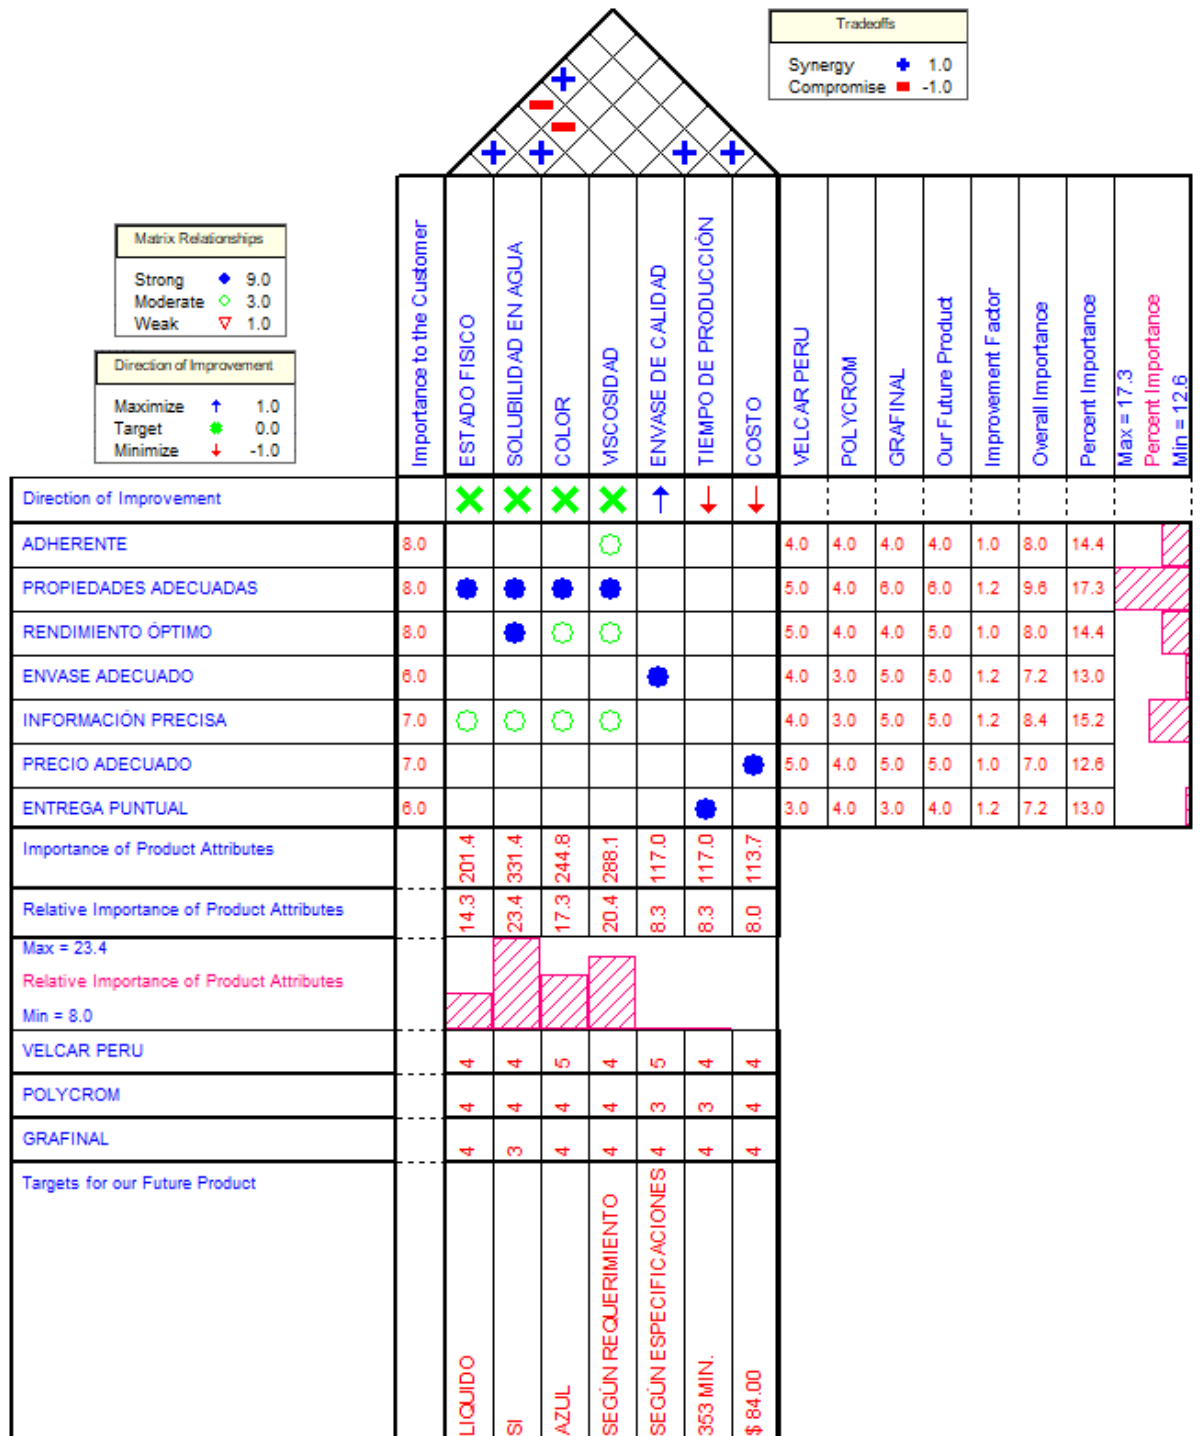 Tradeoffs
Synergy 1.0
Compromise -1.0
Matrix Relationships
Strong 9.0
Moderate 3.0
Weak 1.0
Direction of Improvement
Maximize 1.0
Target 0.0
Minimize -1.0
Importance to the Customer
ESTADO FISICO
SOLUBILIDAD EN AGUA
COLOR
VISCOSIDAD
ENVASE DE CALIDAD
TIEMPO DE PRODUCCIÓN
COSTO
VELCAR PERU
POLYCROM
GRAFINAL
Our Future Product
Improvement Factor
Overall Importance
Percent Importance
Max = 17.3
Percent Importance
Min = 12.6
Direction of Improvement
ADHERENTE 8.0 4.0 4.0 4.0 4.0 1.0 8.0 14.4
PROPIEDADES ADECUADAS 8.0 5.0 4.0 6.0 6.0 1.2 9.6 17.3
RENDIMIENTO ÓPTIMO 8.0 5.0 4.0 4.0 5.0 1.0 8.0 14.4
ENVASE ADECUADO 6.0 4.0 3.0 5.0 5.0 1.2 7.2 13.0
INFORMACIÓN PRECISA 7.0 4.0 3.0 5.0 5.0 1.2 8.4 15.2
PRECIO ADECUADO 7.0 5.0 4.0 5.0 5.0 1.0 7.0 12.6
ENTREGA PUNTUAL 6.0 3.0 4.0 3.0 4.0 1.2 7.2 13.0
Importance of Product Attributes 201.4 331.4 244.8 288.1 117.0 117.0 113.7
Relative Importance of Product Attributes 14.3 23.4 17.3 20.4 8.3 8.3 8.0
Max = 23.4
Relative Importance of Product Attributes
Min = 8.0
VELCAR PERU 4 4 5 4 5 4 4
POLYCROM 4 4 4 4 3 3 4
GRAFINAL 4 3 4 4 4 4 4
Targets for our Future Product
LIQUIDO
SI
AZUL
SEGÚN REQUERIMIENTO
SEGÚN ESPECIFICACIONES
353 MIN.
$ 84.00